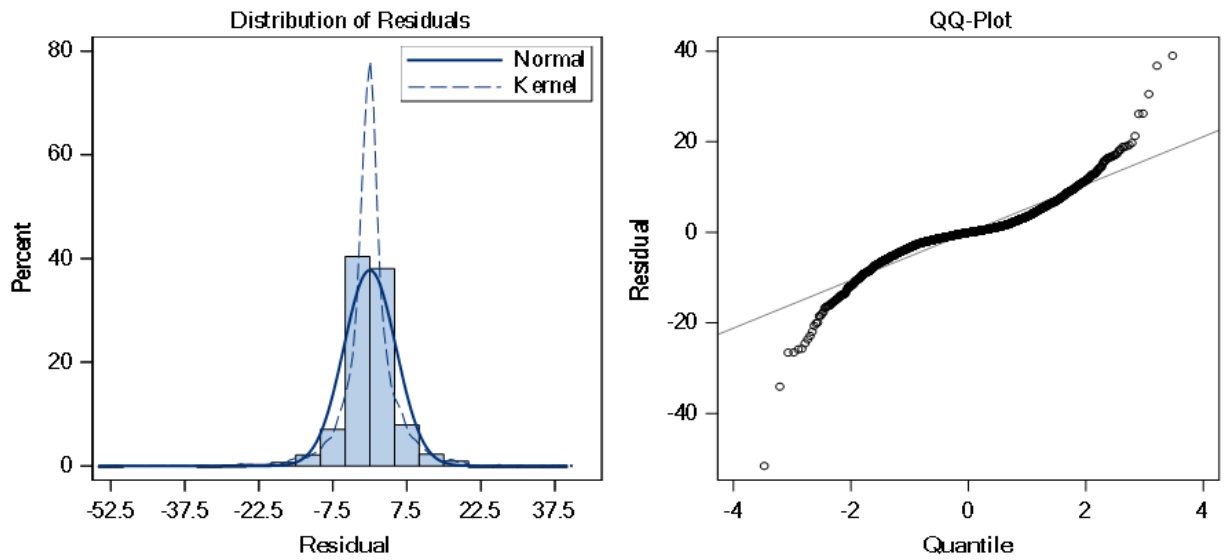 Distribution of Residuals
80
60
40
20
0
Percent
Normal
Kernel
-52.5 -37.5 -22.5 -7.5 7.5 22.5 37.5
Residual
QQ-Plot
40
20
0
-20
-40
Residual
-4 -2 0 2 4
Quantile